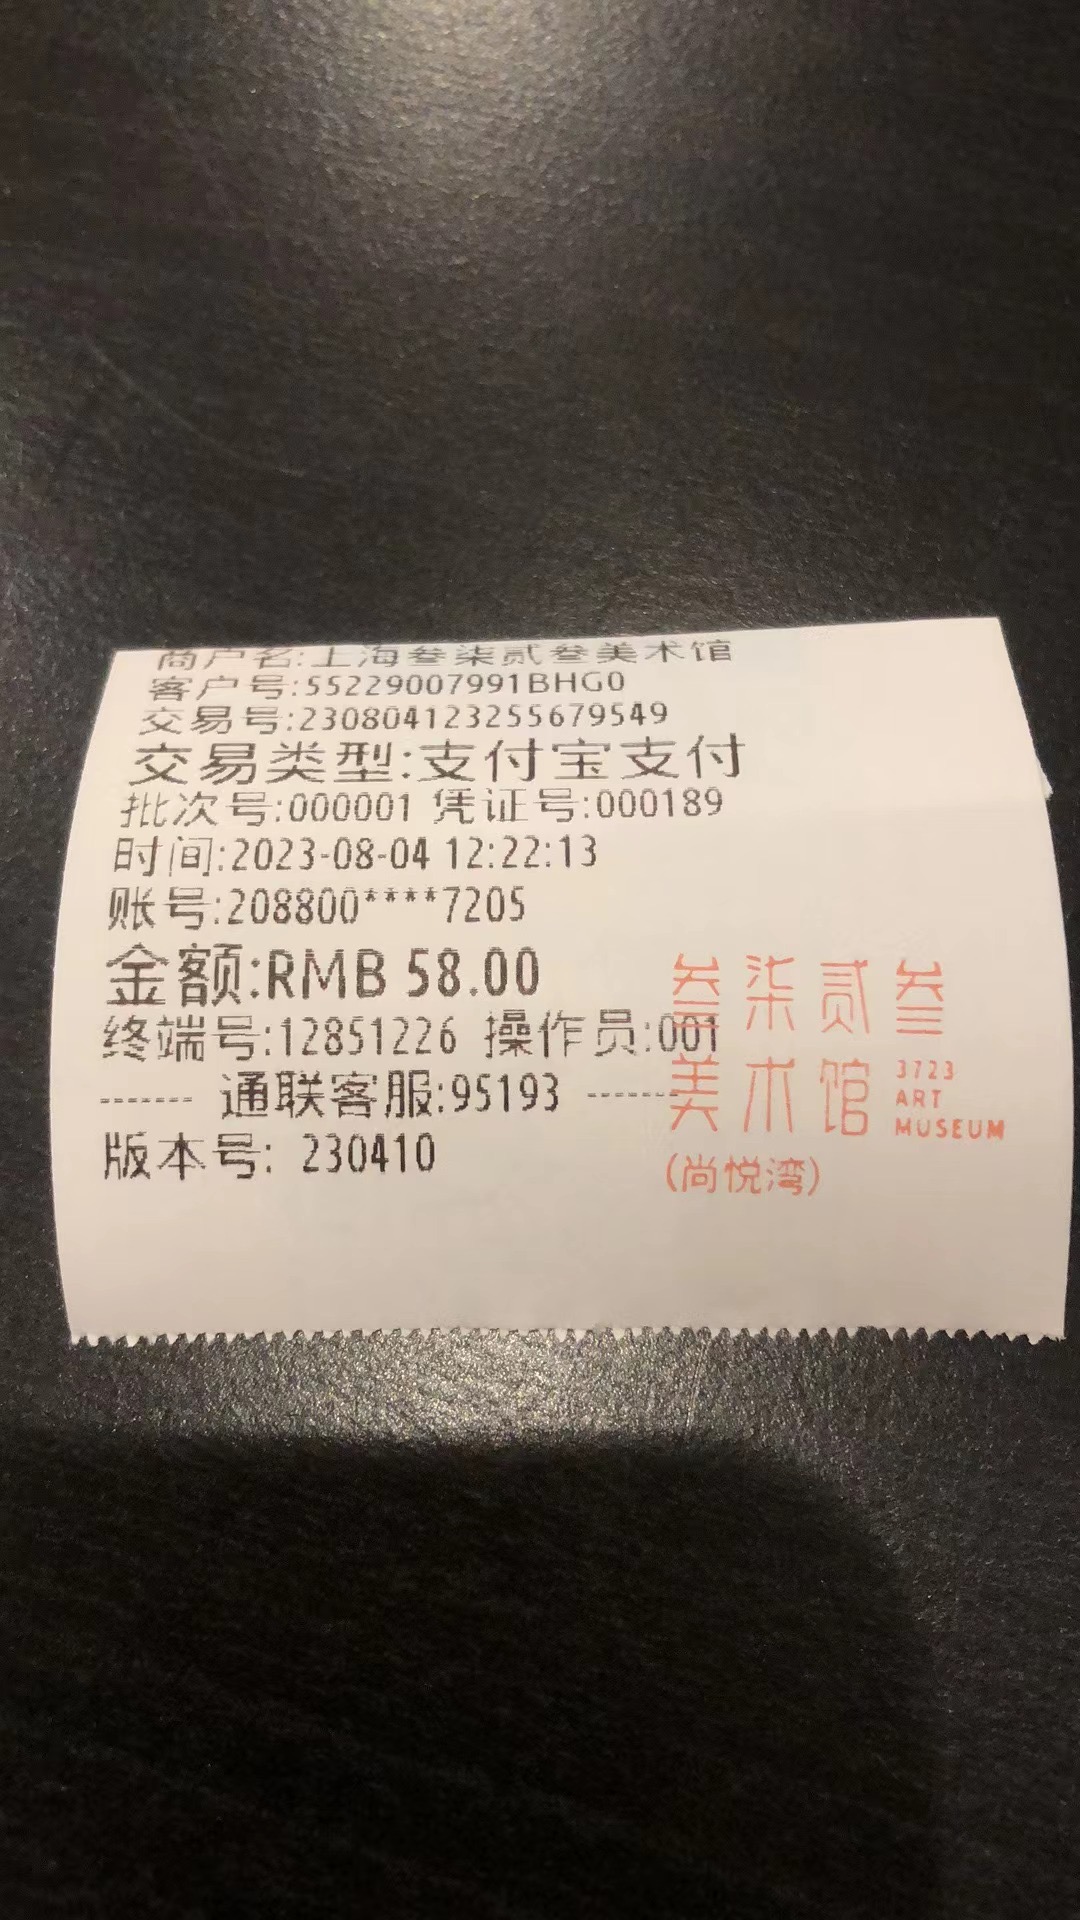 商户名:上海叁柒贰叁美术馆
客户号:55229007991BHG0
交易号:230804123255679549
交易类型:支付宝支付
批次号:000001 凭证号:000189
时间:2023-08-04 12:22:13
账号:208800****7205
金额:RMB 58.00
终端号:12851226 操作员:001
------- 通联客服:95193 -------
版本号: 230410
叁柒贰叁
美术馆
3723
ART
MUSEUM
(尚悦湾)